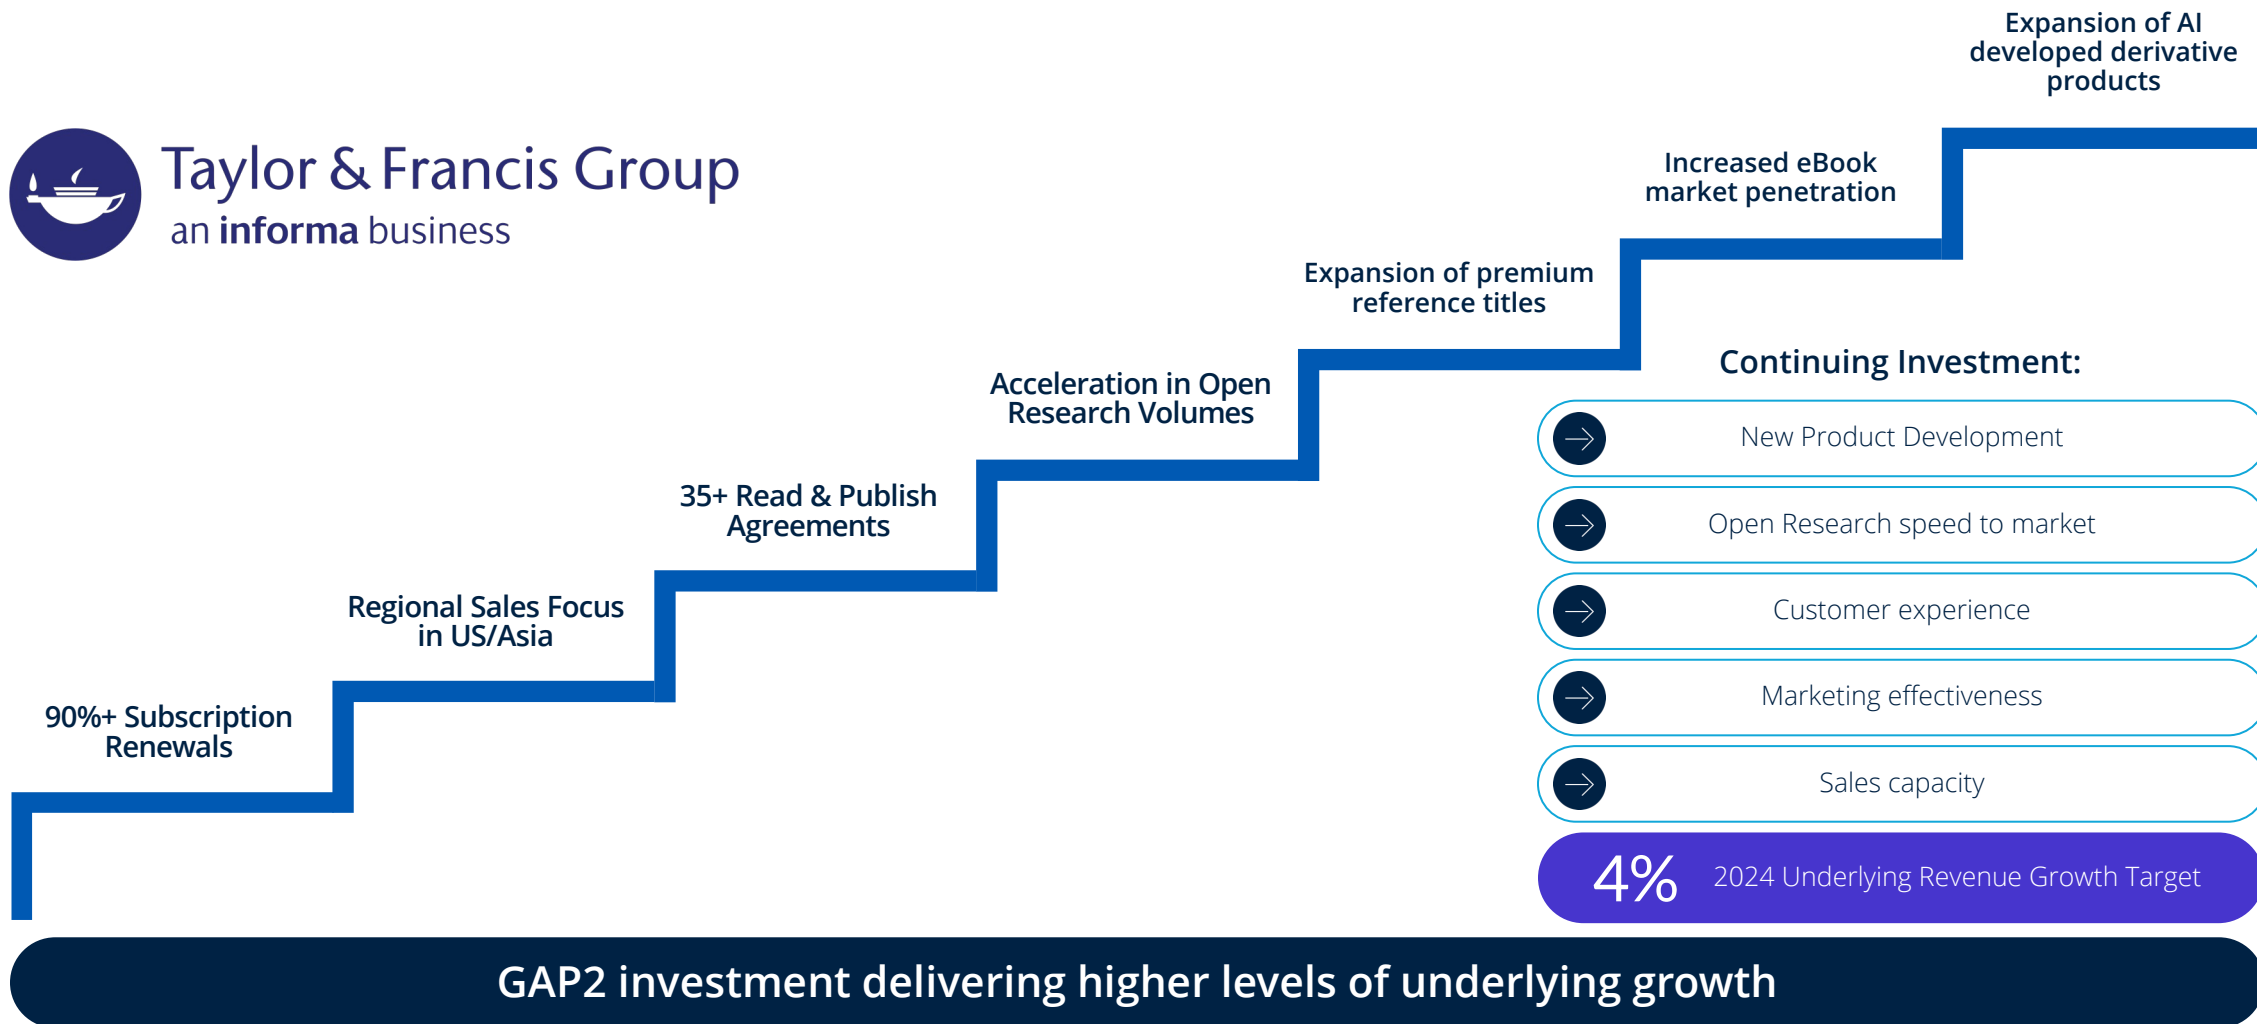 Taylor & Francis Group
an informa business
90%+ Subscription
Renewals
Regional Sales Focus
in US/Asia
35+ Read & Publish
Agreements
Acceleration in Open
Research Volumes
Expansion of premium
reference titles
Increased eBook
market penetration
Expansion of AI
developed derivative
products
Continuing Investment:
New Product Development
Open Research speed to market
Customer experience
Marketing effectiveness
Sales capacity
4% 2024 Underlying Revenue Growth Target
GAP2 investment delivering higher levels of underlying growth